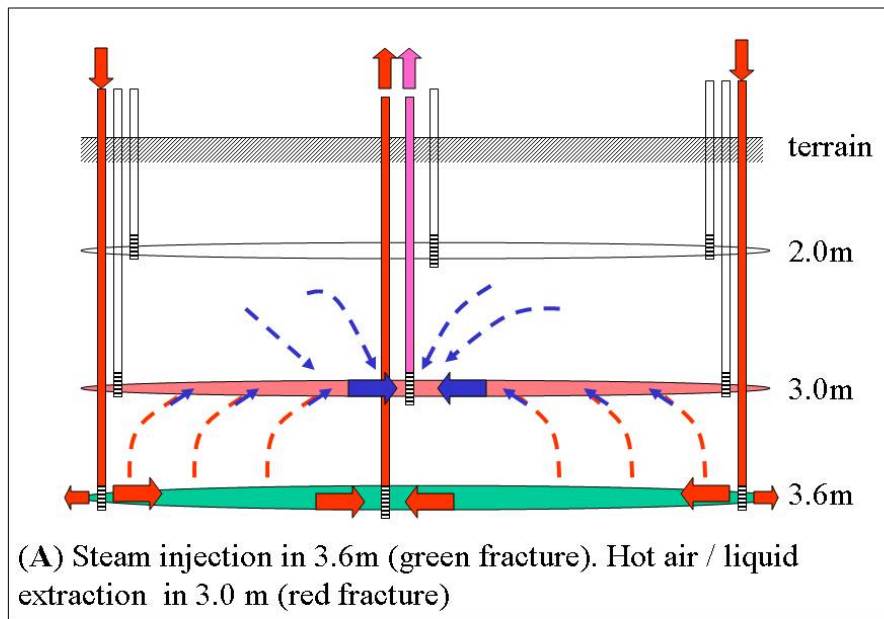 terrain
2.0m
3.0m
3.6m
(A) Steam injection in 3.6m (green fracture). Hot air / liquid
extraction in 3.0 m (red fracture)